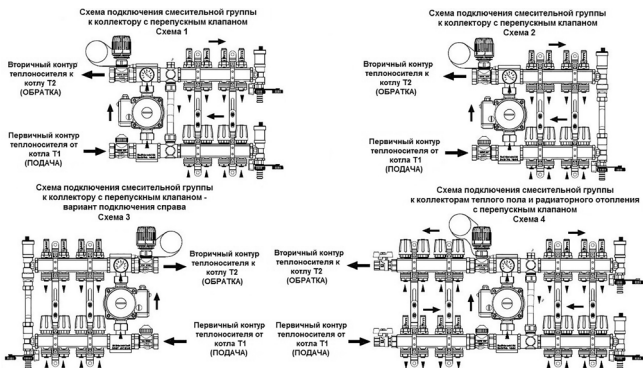 Схема подключения смесительной группы
к коллектору с перепускным клапаном
Схема 1
Вторичный контур
теплоносителя к
котлу Т2
(ОБРАТКА)
Первичный контур
теплоносителя от
котла Т1
(ПОДАЧА)
Схема подключения смесительной группы
к коллектору с перепускным клапаном
Схема 2
Вторичный контур
теплоносителя к
котлу Т2
(ОБРАТКА)
Первичный контур
теплоносителя от
котла Т1
(ПОДАЧА)
Схема подключения смесительной группы
к коллектору с перепускным клапаном -
вариант подключения справа
Схема 3
Вторичный контур
теплоносителя к
котлу Т2
(ОБРАТКА)
Первичный контур
теплоносителя от
котла Т1
(ПОДАЧА)
Схема подключения смесительной группы
к коллекторам теплого пола и радиаторного отопления
с перепускным клапаном
Схема 4
Вторичный контур
теплоносителя к
котлу Т2
(ОБРАТКА)
Первичный контур
теплоносителя от
котла Т1
(ПОДАЧА)